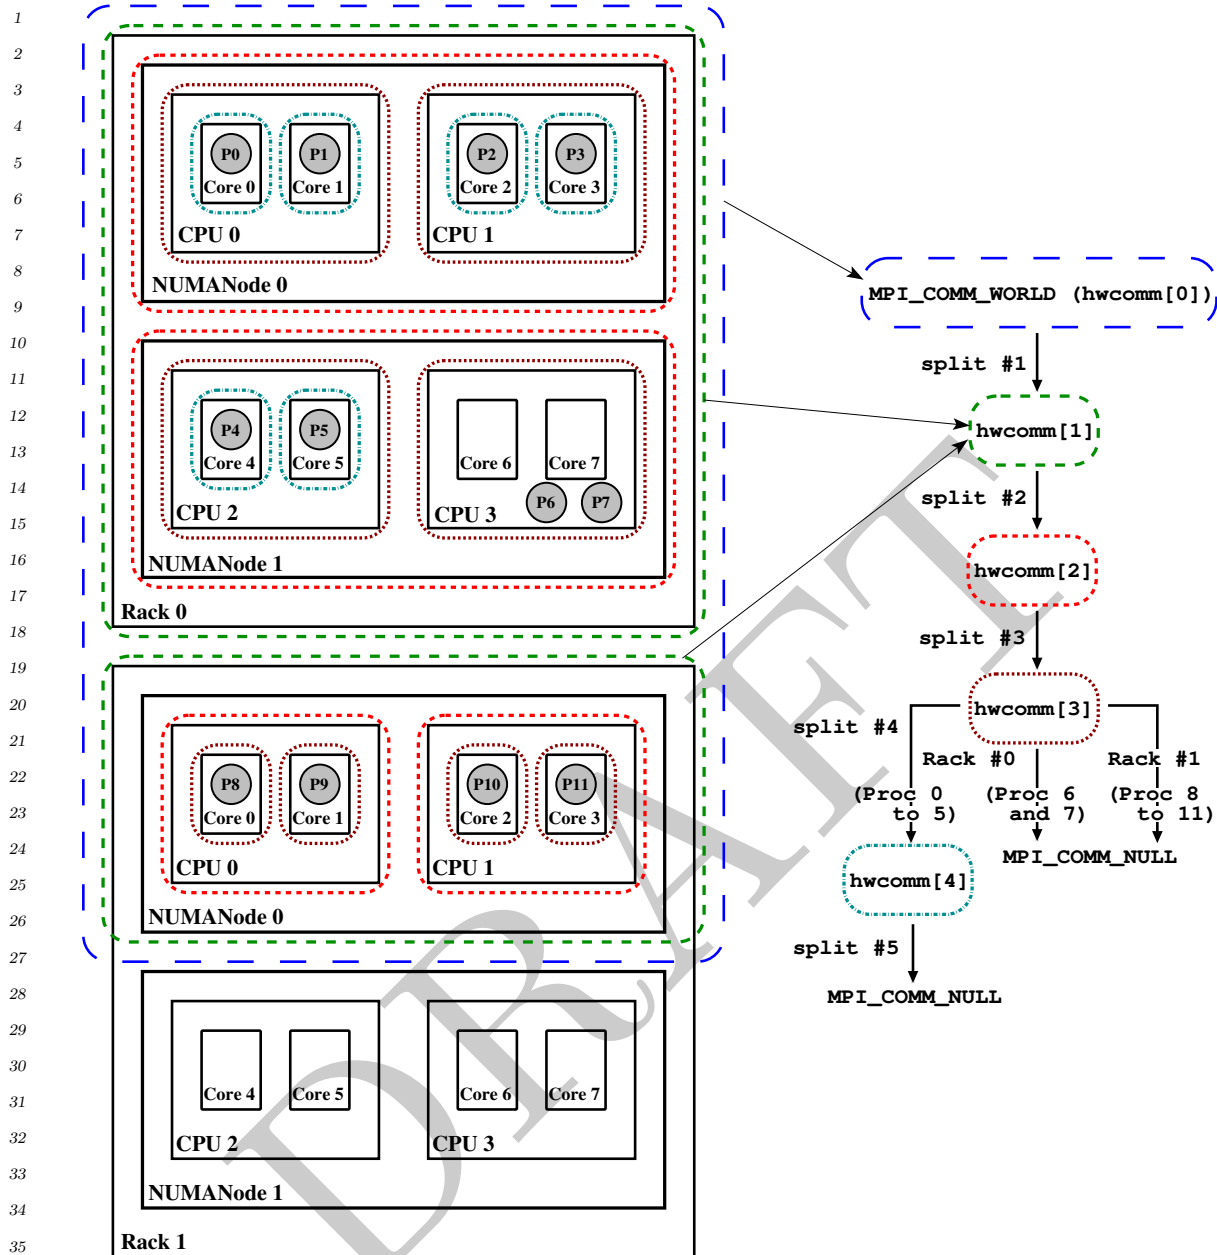 1
2
3
4
5
6
7
8
9
10
11
12
13
14
15
16
17
18
19
20
21
22
23
24
25
26
27
28
29
30
31
32
33
34
35
P0 P1 P2 P3
Core 0 Core 1 Core 2 Core 3
CPU 0 CPU 1
NUMANode 0
P4 P5
Core 4 Core 5 Core 6 Core 7
P6 P7
CPU 2 CPU 3
NUMANode 1
Rack 0
P8 P9 P10 P11
Core 0 Core 1 Core 2 Core 3
CPU 0 CPU 1
NUMANode 0
Core 4 Core 5 Core 6 Core 7
CPU 2 CPU 3
NUMANode 1
Rack 1
MPI_COMM_WORLD (hwcomm[0])
split #1
hwcomm[1]
split #2
hwcomm[2]
split #3
hwcomm[3]
split #4
Rack #0 Rack #1
(Proc 0 (Proc 6 (Proc 8
to 5) and 7) to 11)
MPI_COMM_NULL
hwcomm[4]
split #5
MPI_COMM_NULL
DRAFT